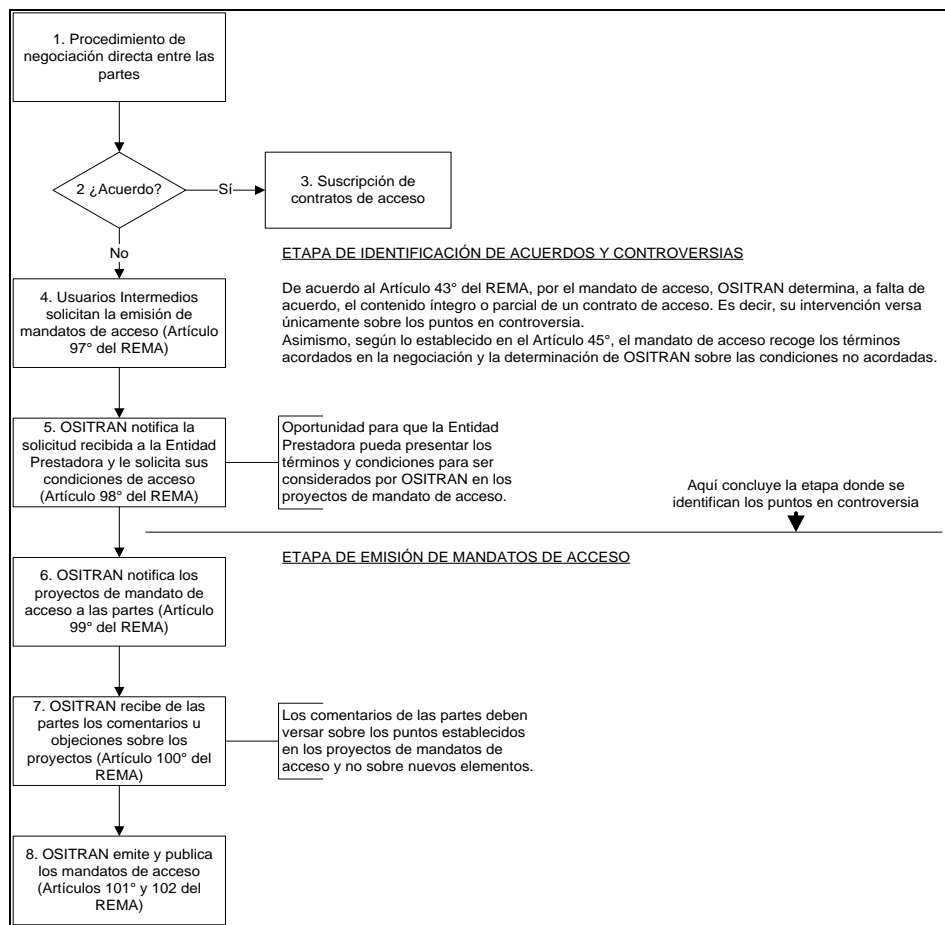 1. Procedimiento de
negociación directa entre las
partes
2 ¿Acuerdo?
Sí
3. Suscripción de
contratos de acceso
No
ETAPA DE IDENTIFICACIÓN DE ACUERDOS Y CONTROVERSIAS
De acuerdo al Artículo 43° del REMA, por el mandato de acceso, OSITRAN determina, a falta de
acuerdo, el contenido íntegro o parcial de un contrato de acceso. Es decir, su intervención versa
únicamente sobre los puntos en controversia.
Asimismo, según lo establecido en el Artículo 45°, el mandato de acceso recoge los términos
acordados en la negociación y la determinación de OSITRAN sobre las condiciones no acordadas.
4. Usuarios Intermedios
solicitan la emisión de
mandatos de acceso (Artículo
97° del REMA)
5. OSITRAN notifica la
solicitud recibida a la Entidad
Prestadora y le solicita sus
condiciones de acceso
(Artículo 98° del REMA)
Oportunidad para que la Entidad
Prestadora pueda presentar los
términos y condiciones para ser
considerados por OSITRAN en los
proyectos de mandato de acceso.
Aquí concluye la etapa donde se
identifican los puntos en controversia
ETAPA DE EMISIÓN DE MANDATOS DE ACCESO
6. OSITRAN notifica los
proyectos de mandato de
acceso a las partes (Artículo
99° del REMA)
7. OSITRAN recibe de las
partes los comentarios u
objeciones sobre los
proyectos (Artículo 100° del
REMA)
Los comentarios de las partes deben
versar sobre los puntos establecidos
en los proyectos de mandatos de
acceso y no sobre nuevos elementos.
8. OSITRAN emite y publica
los mandatos de acceso
(Artículos 101° y 102 del
REMA)